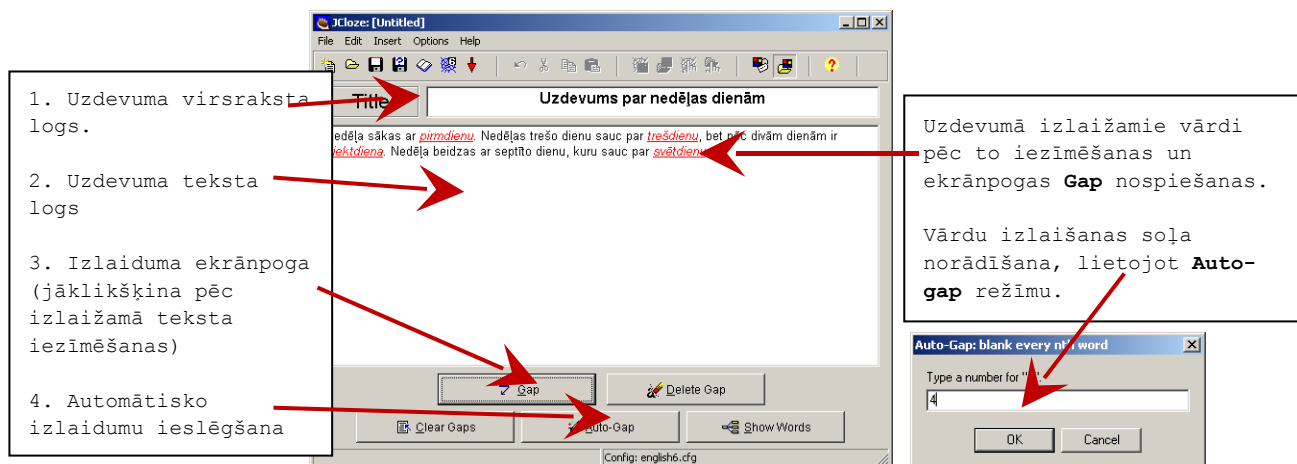 JCloze: [Untitled]
File Edit Insert Options Help
1. Uzdevuma virsraksta
logs.
2. Uzdevuma teksta
logs
3. Izlaiduma ekrānpoga
(jāklikšķina pēc
izlaižamā teksta
iezīmēšanas)
4. Automātisko
izlaidumu ieslēgšana
Title
Uzdevums par nedēļas dienām
sākas ar pirmdienu. Nedēļas trešo dienu sauc par trešdienu, bet pēc divām dienām ir
Nedēļa beidzas ar septīto dienu, kuru sauc par svētdienu
Gap
Delete Gap
Clear Gaps
Auto-Gap
Show Words
Config: english6.cfg
Uzdevumā izlaižamie vārdi
pēc to iezīmēšanas un
ekrānpogas Gap nospiešanas.
Vārdu izlaišanas soļa
norādīšana, lietojot Auto-
gap režīmu.
Auto-Gap: blank every nth word
Type a number for
4
OK
Cancel